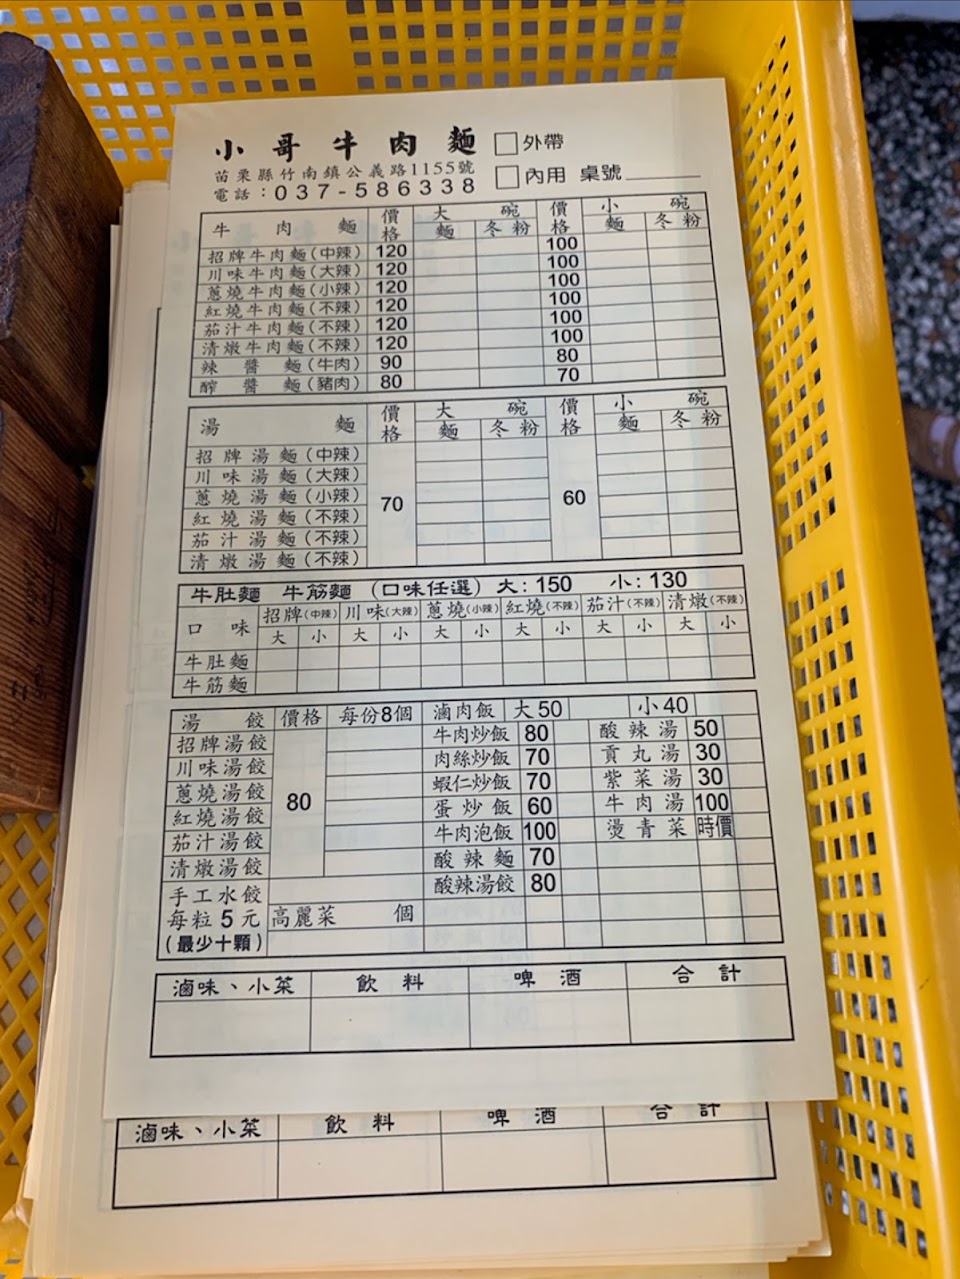 小哥牛肉麵 □外帶
苗栗縣竹南鎮公義路1155號
電話：037-586338 □內用 桌號
牛肉麵 價格 大碗 價格 小碗
麵 冬粉 麵 冬粉
招牌牛肉麵(中辣) 120 100
川味牛肉麵(大辣) 120 100
蔥燒牛肉麵(小辣) 120 100
紅燒牛肉麵(不辣) 120 100
茄汁牛肉麵(不辣) 120 100
清燉牛肉麵(不辣) 120 100
辣醬麵(牛肉) 90 80
酢醬麵(豬肉) 80 70
湯麵 價格 大碗 價格 小碗
麵 冬粉 麵 冬粉
招牌湯麵(中辣)
川味湯麵(大辣)
蔥燒湯麵(小辣) 70 60
紅燒湯麵(不辣)
茄汁湯麵(不辣)
清燉湯麵(不辣)
牛肚麵 牛筋麵 (口味任選) 大:150 小:130
口味 招牌(中辣) 川味(大辣) 蔥燒(小辣) 紅燒(不辣) 茄汁(不辣) 清燉(不辣)
大 小 大 小 大 小 大 小 大 小 大 小
牛肚麵
牛筋麵
湯餃 價格 每份8個 滷肉飯 大50 小40
招牌湯餃 牛肉炒飯 80 酸辣湯 50
川味湯餃 肉絲炒飯 70 貢丸湯 30
蔥燒湯餃 80 蝦仁炒飯 70 紫菜湯 30
紅燒湯餃 蛋炒飯 60 牛肉湯 100
茄汁湯餃 牛肉泡飯 100 燙青菜 時價
清燉湯餃 酸辣麵 70
手工水餃 酸辣湯餃 80
每粒5元 高麗菜 個
(最少十顆)
滷味、小菜 飲料 啤酒 合計
滷味、小菜 飲料 啤酒 合計